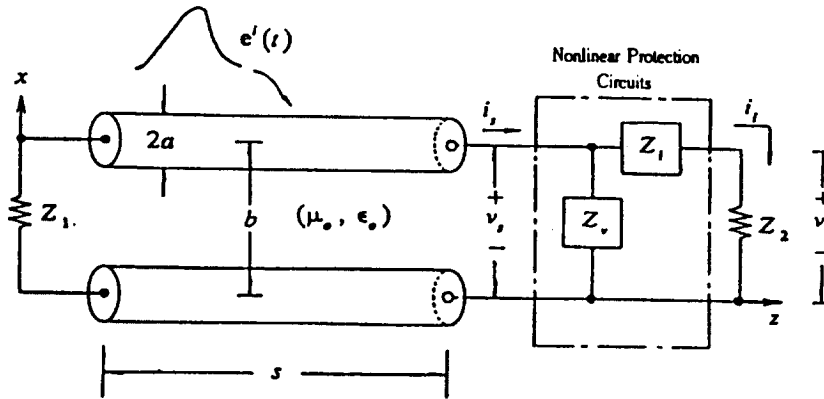 e^i(t)
Nonlinear Protection
Circuits
x
i_s
i_l
2a
Z_l
Z_1
b
(μ_o, ε_o)
+
v_s
-
Z_v
Z_2
+
v
-
z
s